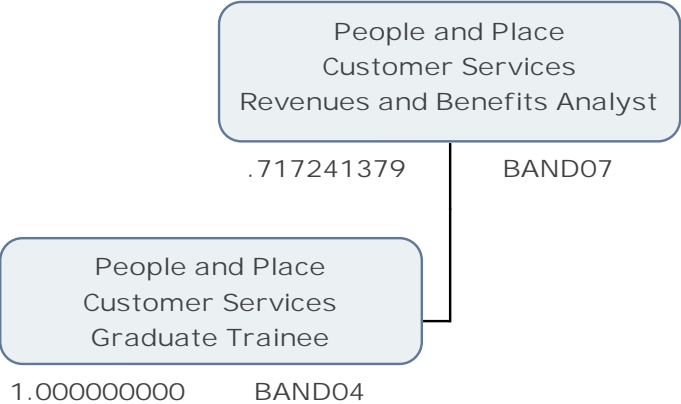 People and Place
Customer Services
Revenues and Benefits Analyst
.717241379 BAND07
People and Place
Customer Services
Graduate Trainee
1.000000000 BAND04